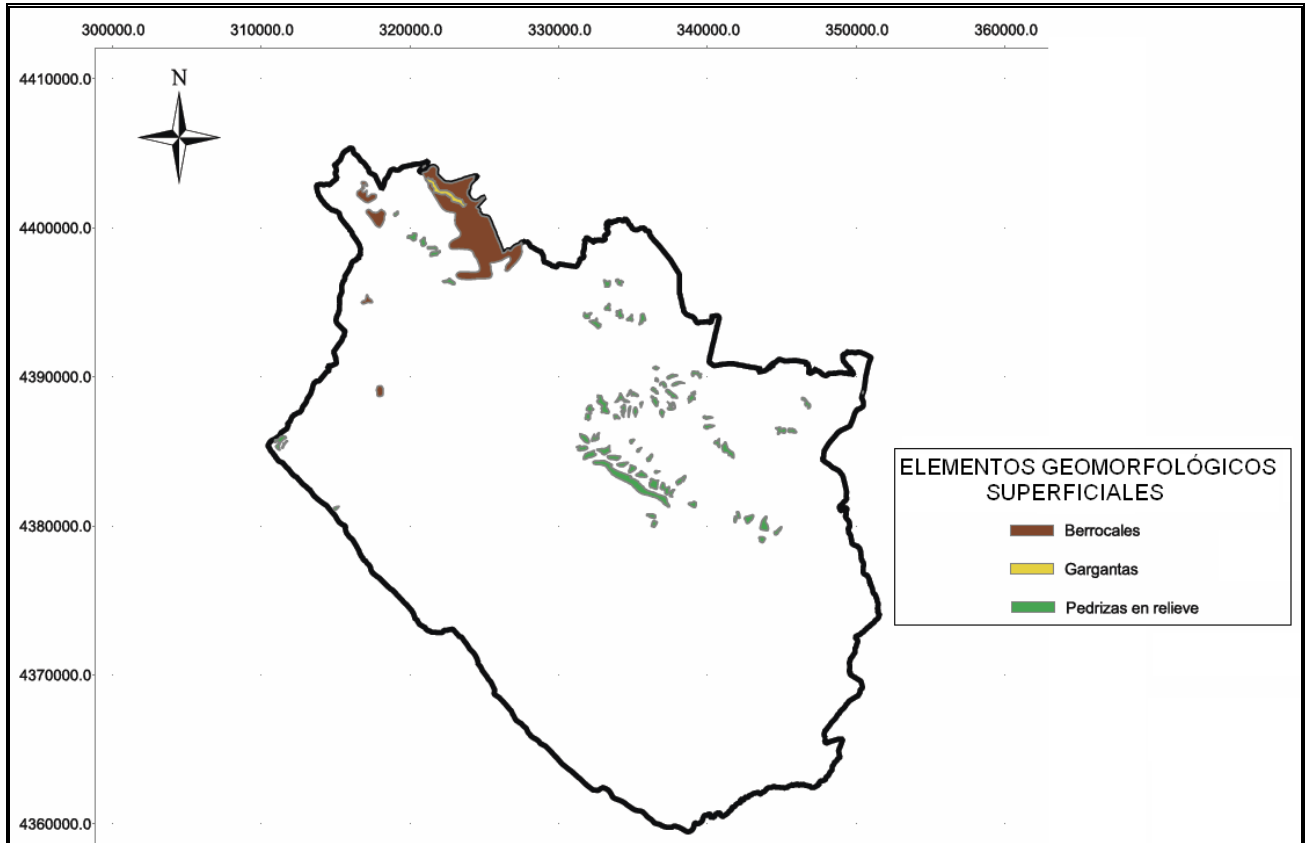 300000.0 310000.0 320000.0 330000.0 340000.0 350000.0 360000.0
4410000.0
N
4400000.0
4390000.0
ELEMENTOS GEOMORFOLÓGICOS
SUPERFICIALES
Berrocales
Gargantas
Pedrizas en relieve
4380000.0
4370000.0
4360000.0